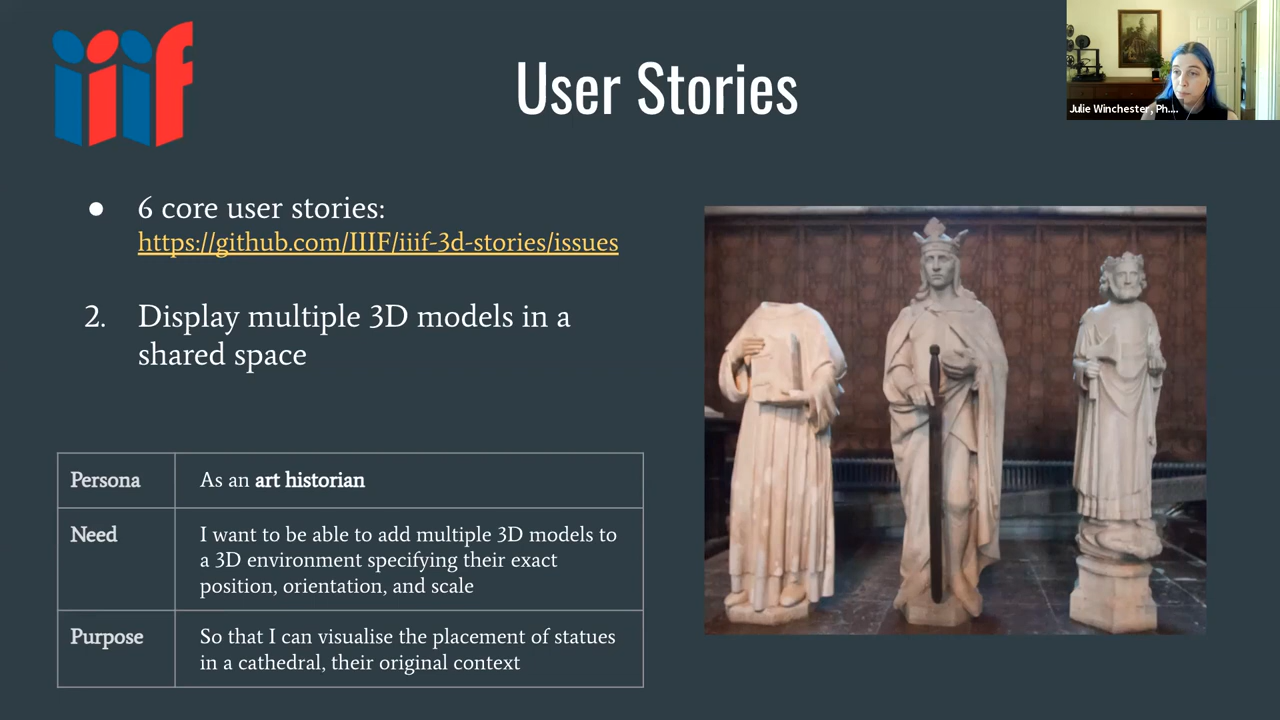 iiif
User Stories
Julie Winchester, Ph....
● 6 core user stories:
https://github.com/IIIF/iiif-3d-stories/issues
2. Display multiple 3D models in a
shared space
Persona
As an art historian
Need
I want to be able to add multiple 3D models to
a 3D environment specifying their exact
position, orientation, and scale
Purpose
So that I can visualise the placement of statues
in a cathedral, their original context